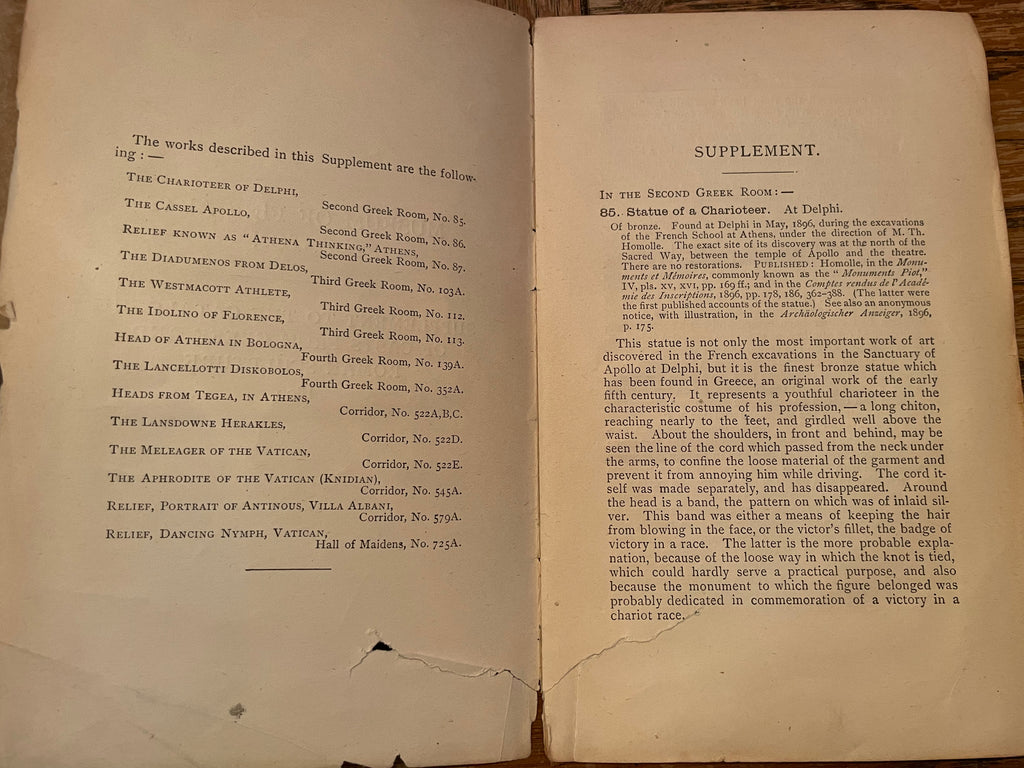 The works described in this Supplement are the follow-
ing : —
THE CHARIOTEER OF DELPHI,
Second Greek Room, No. 85.
THE CASSEL APOLLO,
Second Greek Room, No. 86.
RELIEF KNOWN AS "ATHENA THINKING," ATHENS,
Second Greek Room, No. 87.
THE DIADUMENOS FROM DELOS,
Third Greek Room, No. 103A.
THE WESTMACOTT ATHLETE,
Third Greek Room, No. 112.
THE IDOLINO OF FLORENCE,
Third Greek Room, No. 113.
HEAD OF ATHENA IN BOLOGNA,
Fourth Greek Room, No. 139A.
THE LANCELLOTTI DISKOBOLOS,
Fourth Greek Room, No. 352A.
HEADS FROM TEGEA, IN ATHENS,
Corridor, No. 522A,B,C.
THE LANSDOWNE HERAKLES,
Corridor, No. 522D.
THE MELEAGER OF THE VATICAN,
Corridor, No. 522E.
THE APHRODITE OF THE VATICAN (KNIDIAN),
Corridor, No. 545A.
RELIEF, PORTRAIT OF ANTINOUS, VILLA ALBANI,
Corridor, No. 579A.
RELIEF, DANCING NYMPH, VATICAN,
Hall of Maidens, No. 725A.
SUPPLEMENT.
IN THE SECOND GREEK ROOM : —
85. Statue of a Charioteer. At Delphi.
Of bronze. Found at Delphi in May, 1896, during the excavations
of the French School at Athens, under the direction of M. Th.
Homolle. The exact site of its discovery was at the north of the
Sacred Way, between the temple of Apollo and the theatre.
There are no restorations. PUBLISHED : Homolle, in the Monu-
ments et Mémoires, commonly known as the " Monuments Piot,"
IV, pls. XV, XVI, pp. 169 ff.; and in the Comptes rendus de l'Acadé-
mie des Inscriptions, 1896, pp. 178, 186, 362–388. (The latter were
the first published accounts of the statue.) See also an anonymous
notice, with illustration, in the Archäologischer Anzeiger, 1896,
p. 175.
This statue is not only the most important work of art
discovered in the French excavations in the Sanctuary of
Apollo at Delphi, but it is the finest bronze statue which
has been found in Greece, an original work of the early
fifth century. It represents a youthful charioteer in the
characteristic costume of his profession, — a long chiton,
reaching nearly to the feet, and girdled well above the
waist. About the shoulders, in front and behind, may be
seen the line of the cord which passed from the neck under
the arms, to confine the loose material of the garment and
prevent it from annoying him while driving. The cord it-
self was made separately, and has disappeared. Around
the head is a band, the pattern on which was of inlaid sil-
ver. This band was either a means of keeping the hair
from blowing in the face, or the victor's fillet, the badge of
victory in a race. The latter is the more probable expla-
nation, because of the loose way in which the knot is tied,
which could hardly serve a practical purpose, and also
because the monument to which the figure belonged was
probably dedicated in commemoration of a victory in a
chariot race.